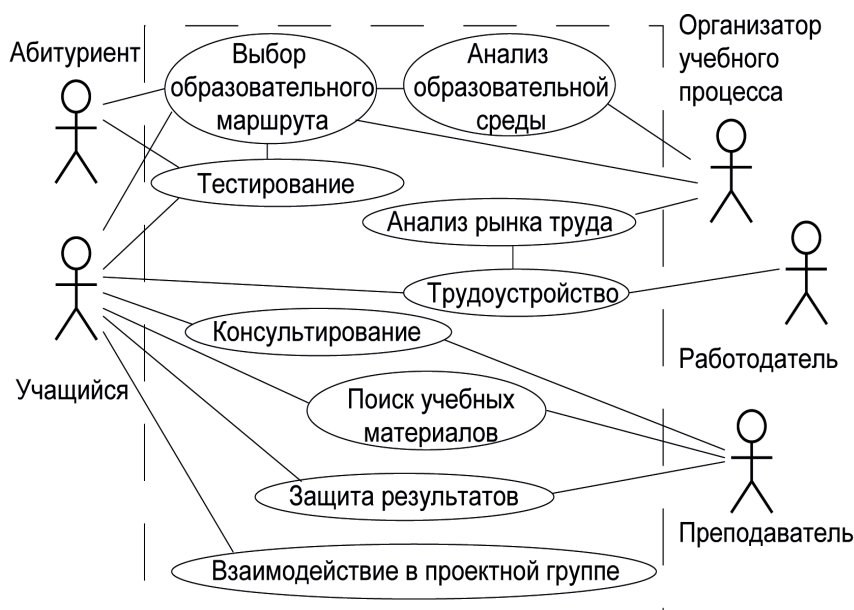 Абитуриент
Выбор
образовательного
маршрута
Анализ
образовательной
среды
Организатор
учебного
процесса
Тестирование
Анализ рынка труда
Трудоустройство
Консультирование
Работодатель
Учащийся
Поиск учебных
материалов
Защита результатов
Преподаватель
Взаимодействие в проектной группе